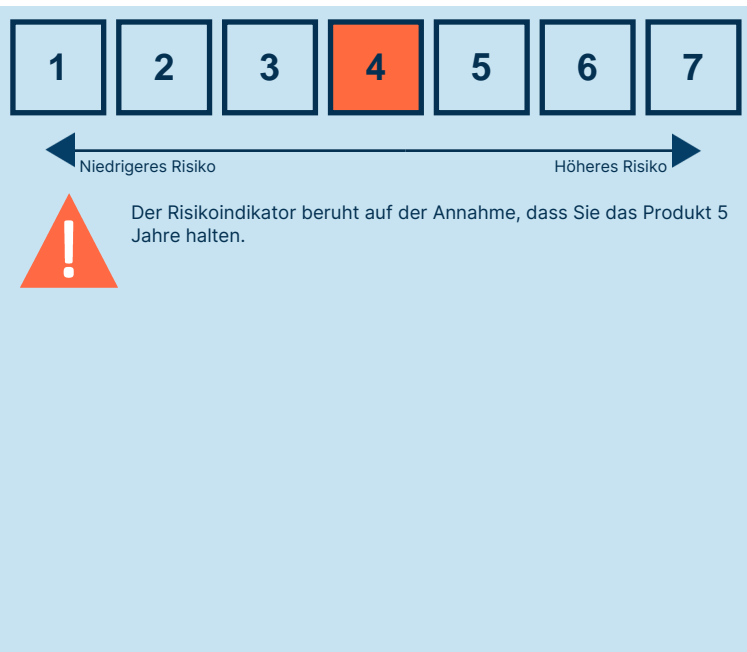 1 2 3 4 5 6 7
Niedrigeres Risiko Höheres Risiko
Der Risikoindikator beruht auf der Annahme, dass Sie das Produkt 5
Jahre halten.
!